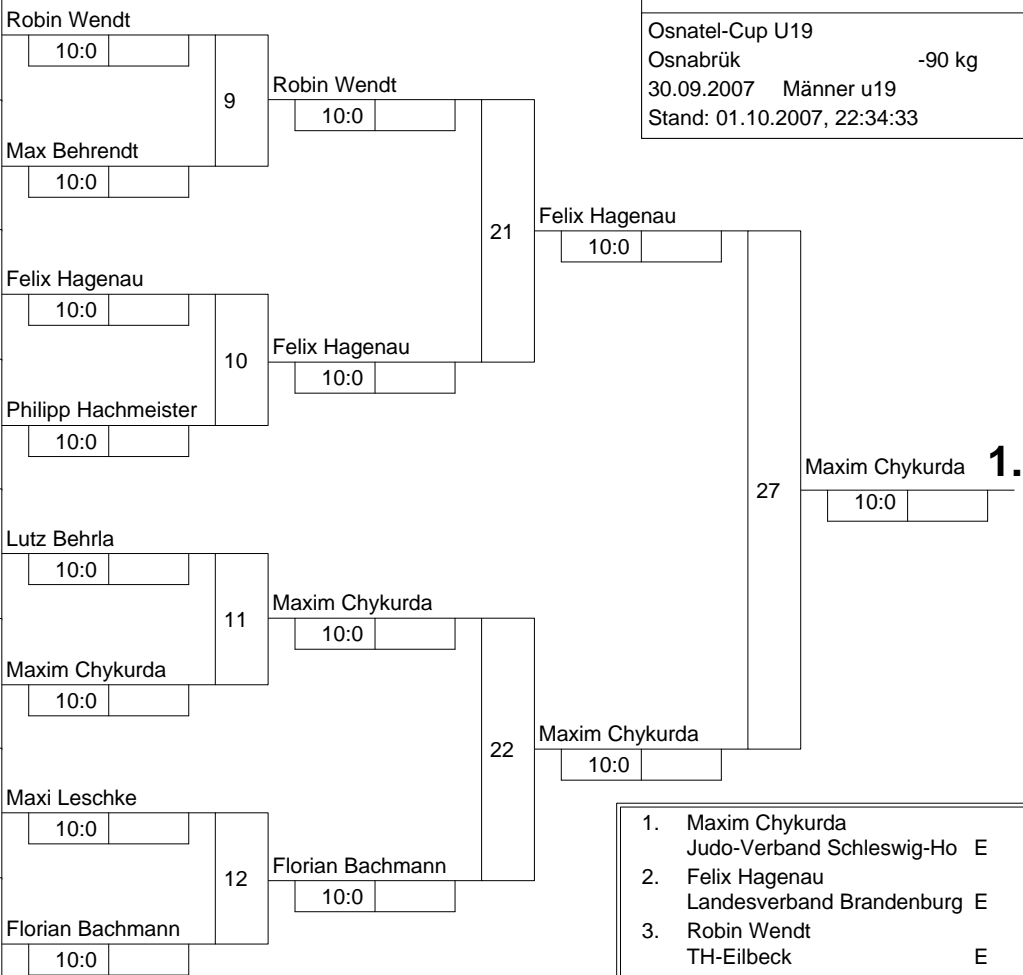 Robin Wendt
10:0
Max Behrendt
10:0
Felix Hagenau
10:0
Philipp Hachmeister
10:0
Lutz Behrla
10:0
Maxim Chykurda
10:0
Maxi Leschke
10:0
Florian Bachmann
10:0
9
10
11
12
Robin Wendt
10:0
Felix Hagenau
10:0
Maxim Chykurda
10:0
Florian Bachmann
10:0
21
22
Felix Hagenau
10:0
Maxim Chykurda
10:0
27
Maxim Chykurda 1.
10:0
Osnatel-Cup U19
Osnabrük -90 kg
30.09.2007 Männer u19
Stand: 01.10.2007, 22:34:33
1. Maxim Chykurda
Judo-Verband Schleswig-Ho E
2. Felix Hagenau
Landesverband Brandenburg E
3. Robin Wendt
TH-Eilbeck E